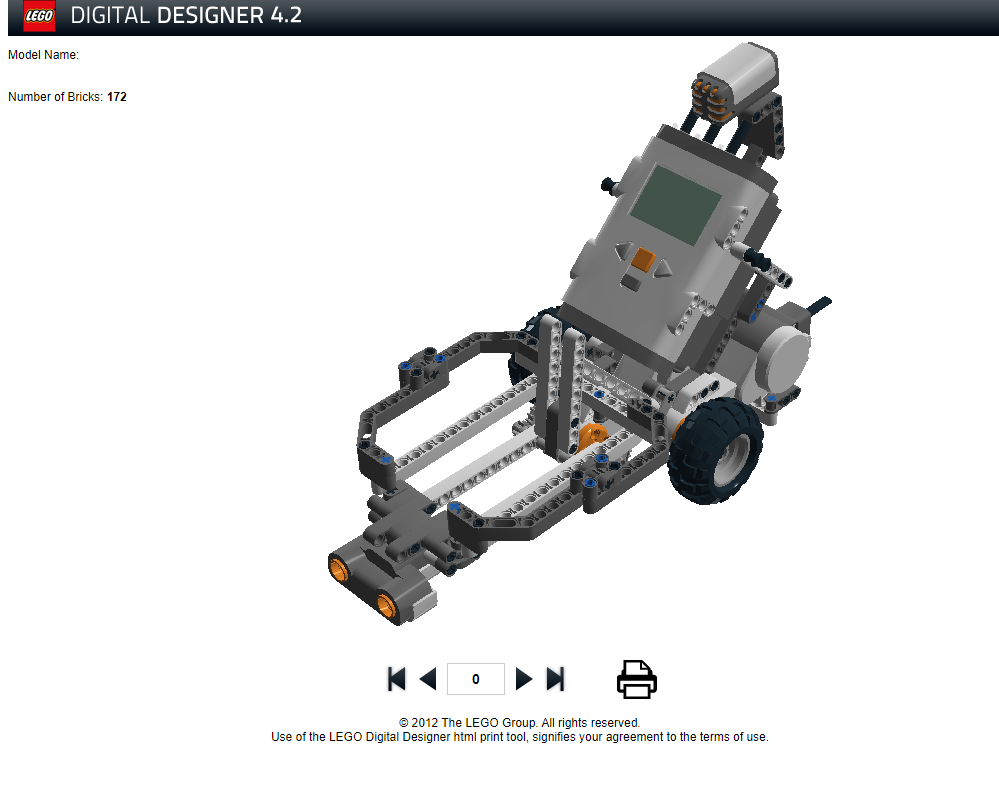 LEGO DIGITAL DESIGNER 4.2
Model Name:
Number of Bricks: 172
0
© 2012 The LEGO Group. All rights reserved.
Use of the LEGO Digital Designer html print tool, signifies your agreement to the terms of use.